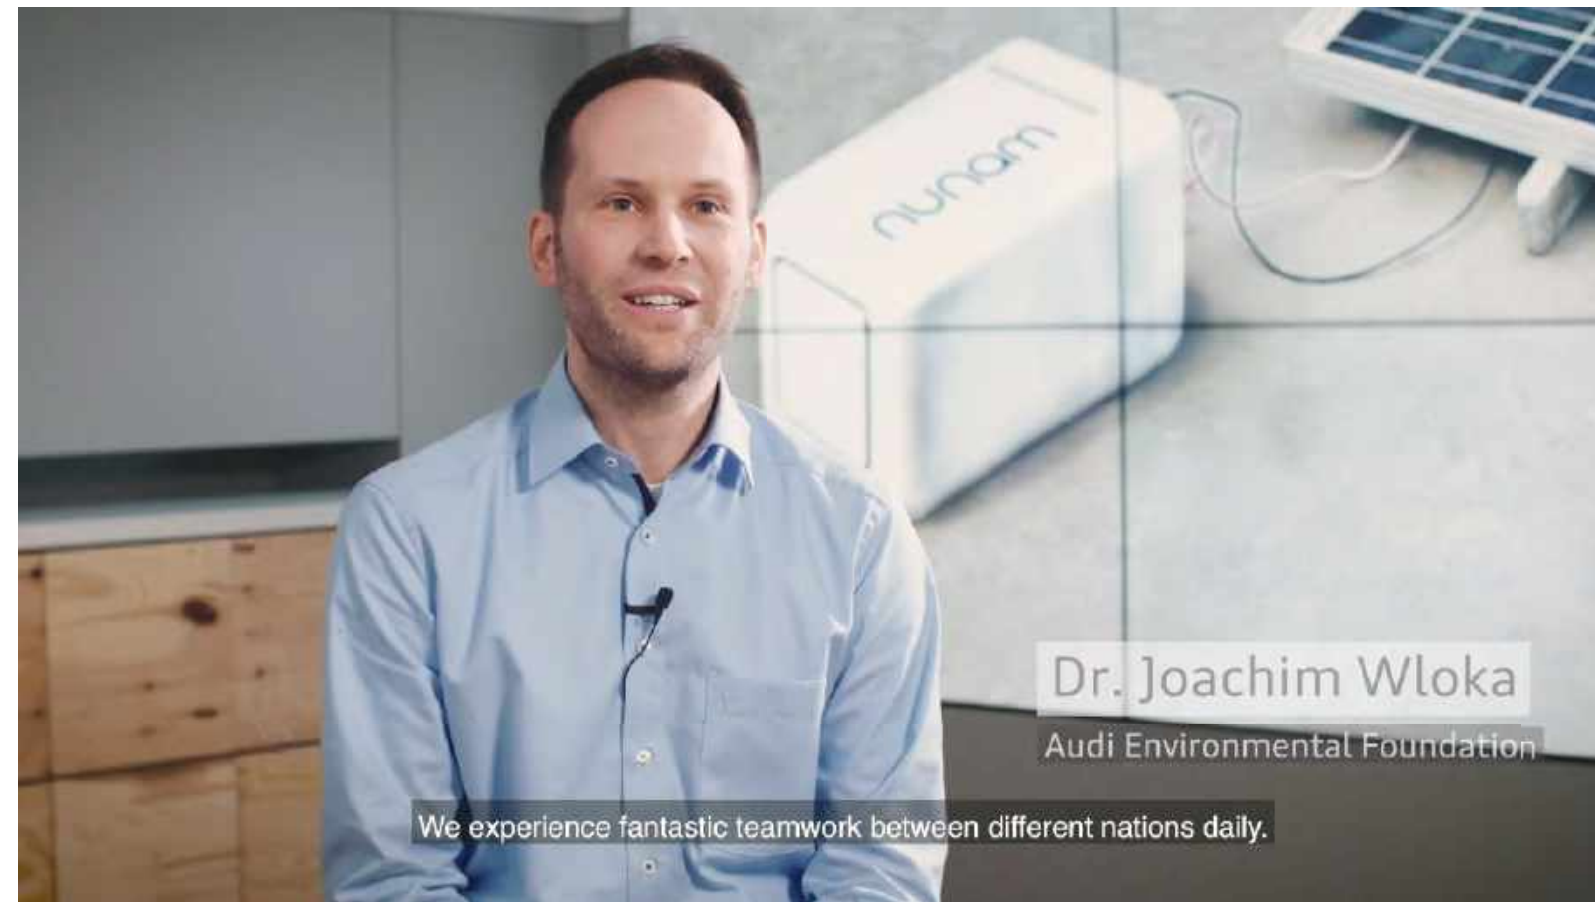 nunam
Dr. Joachim Wloka
Audi Environmental Foundation
We experience fantastic teamwork between different nations daily.